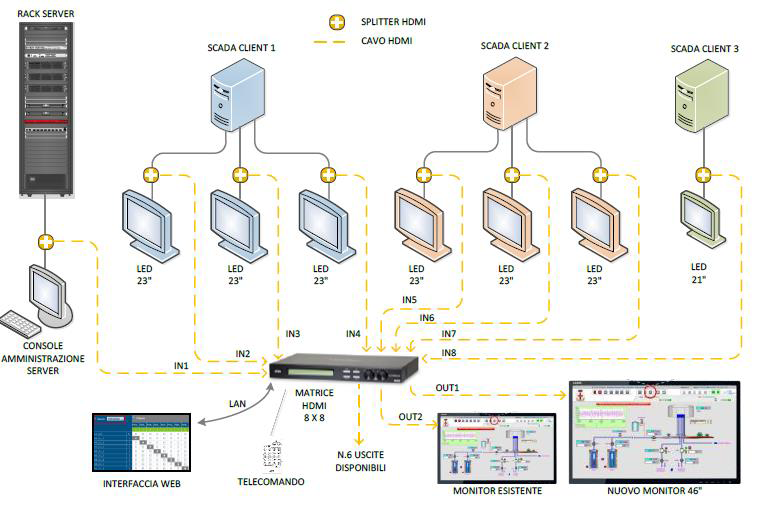 RACK SERVER
SPLITTER HDMI
CAVO HDMI
SCADA CLIENT 1
SCADA CLIENT 2
SCADA CLIENT 3
LED
23"
LED
23"
LED
23"
LED
23"
LED
23"
LED
23"
LED
21"
CONSOLE
AMMINISTRAZIONE
SERVER
IN1
IN2
IN3
IN4
IN5
IN6
IN7
IN8
LAN
MATRICE
HDMI
8 X 8
OUT1
OUT2
N.6 USCITE
DISPONIBILI
INTERFACCIA WEB
TELECOMANDO
MONITOR ESISTENTE
NUOVO MONITOR 46"